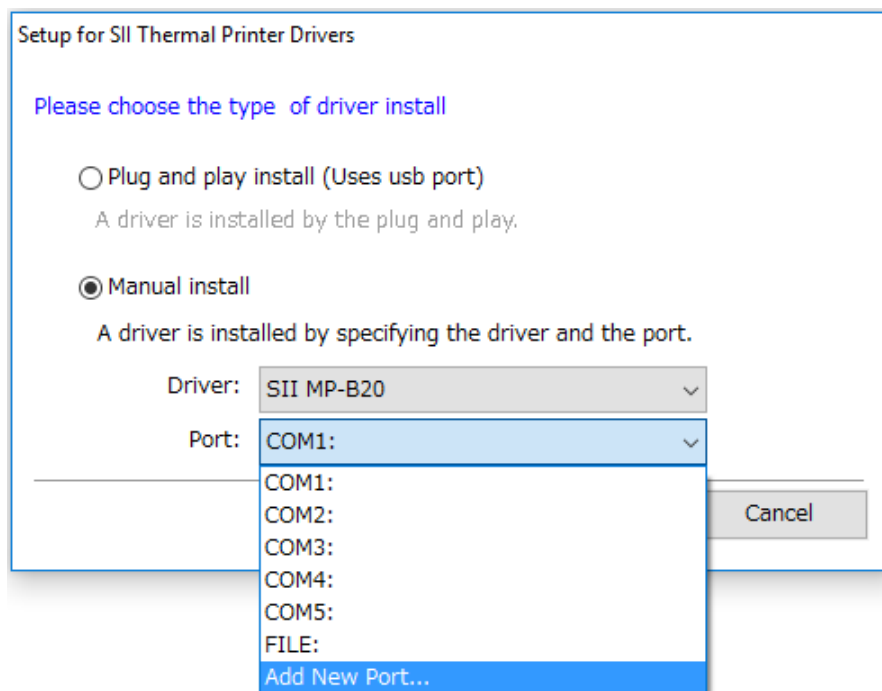 Setup for SII Thermal Printer Drivers
Please choose the type  of driver install
Plug and play install (Uses usb port)
A driver is installed by the plug and play.
Manual install
A driver is installed by specifying the driver and the port.
Driver: SII MP-B20
Port: COM1:
COM1:
COM2:
COM3:
COM4:
COM5:
FILE:
Add New Port...
Cancel